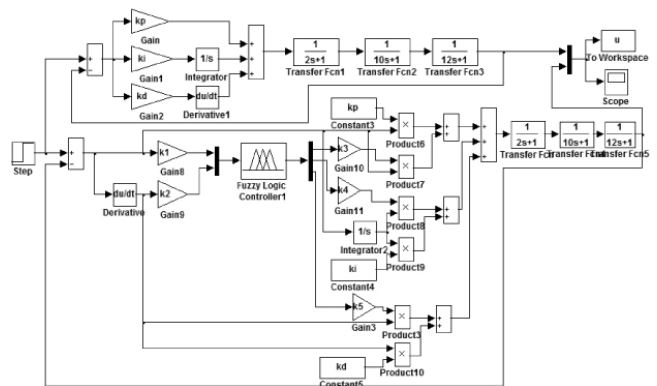 kp
Gain
ki
Gain1
1/s
Integrator
kd
Gain2
du/dt
Derivative1
1
2s+1
Transfer Fcn1
1
10s+1
Transfer Fcn2
1
12s+1
Transfer Fcn3
u
To Workspace
Scope
Step
k1
Gain8
du/dt
Derivative
k2
Gain9
Fuzzy Logic
Controller1
kp
Constant3
k3
Gain10
k4
Gain11
1/s
Integrator2
ki
Constant4
k5
Gain3
kd
Constant5
×
Product6
×
Product7
×
Product8
×
Product9
×
Product3
×
Product10
1
2s+1
Transfer Fcn
1
10s+1
1
12s+1
Fcn5